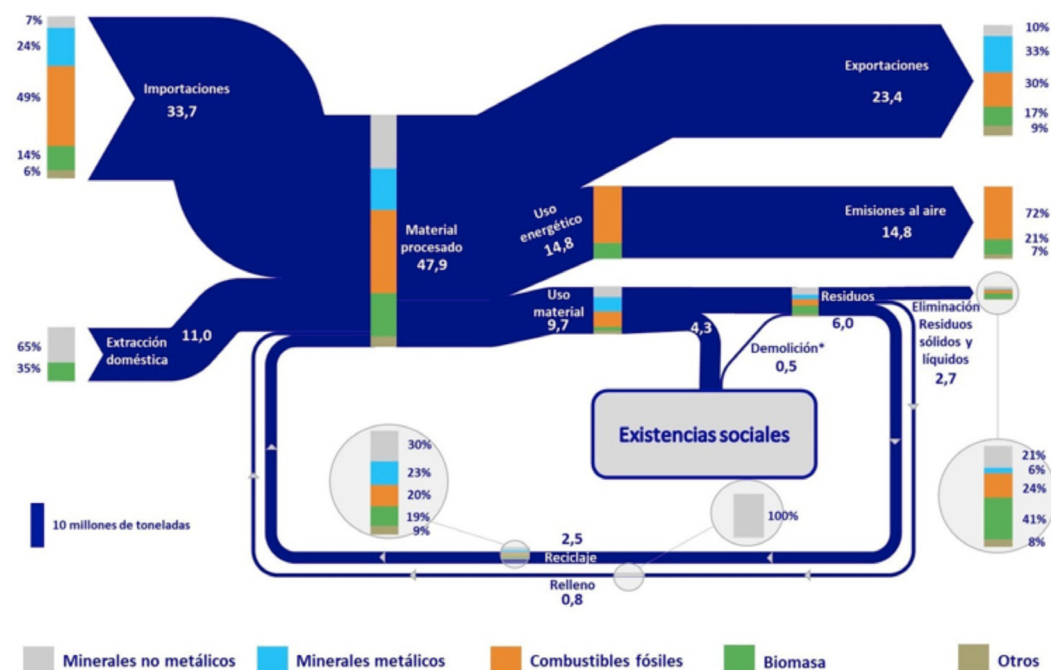 7%
24%
49%
14%
6%
Importaciones
33,7
Exportaciones
23,4
10%
33%
30%
17%
9%
Material
procesado
47,9
Uso
energético
14,8
Emisiones al aire
14,8
72%
21%
7%
65%
35%
Extracción
doméstica
11,0
Uso
material
9,7
4,3
Residuos
6,0
Demolición*
0,5
Eliminación
Residuos
sólidos y
líquidos
2,7
Existencias sociales
30%
23%
20%
19%
9%
100%
21%
6%
24%
41%
8%
10 millones de toneladas
2,5
Reciclaje
Relleno
0,8
Minerales no metálicos
Minerales metálicos
Combustibles fósiles
Biomasa
Otros